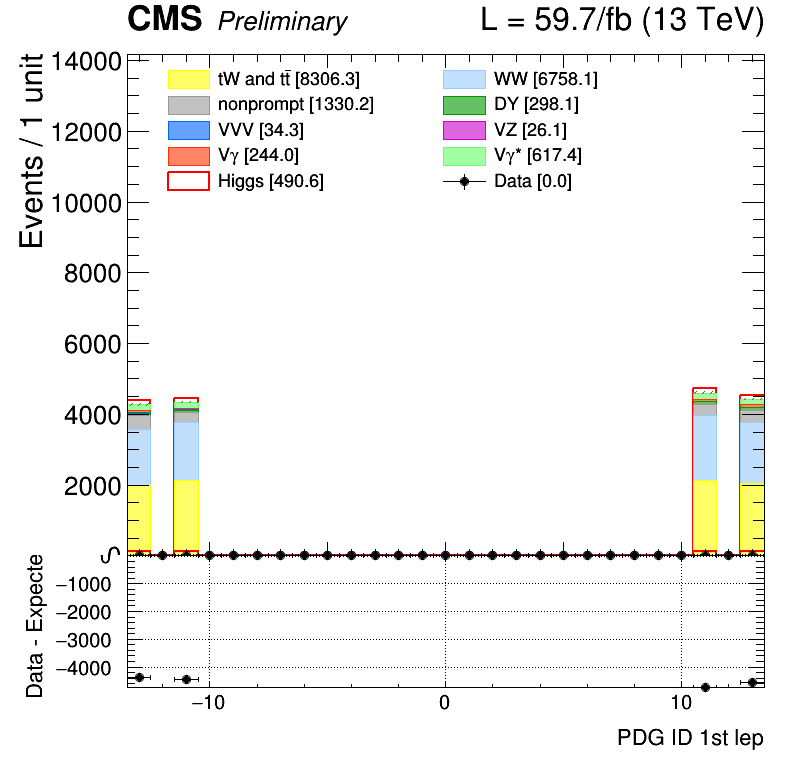 CMS Preliminary L = 59.7/fb (13 TeV)
Events / 1 unit
14000
12000
10000
8000
6000
4000
2000
0
tW and tt̄ [8306.3]
WW [6758.1]
nonprompt [1330.2]
DY [298.1]
VVV [34.3]
VZ [26.1]
Vγ [244.0]
Vγ* [617.4]
Higgs [490.6]
Data [0.0]
Data - Expecte
−1000
−2000
−3000
−4000
−10 0 10
PDG ID 1st lep